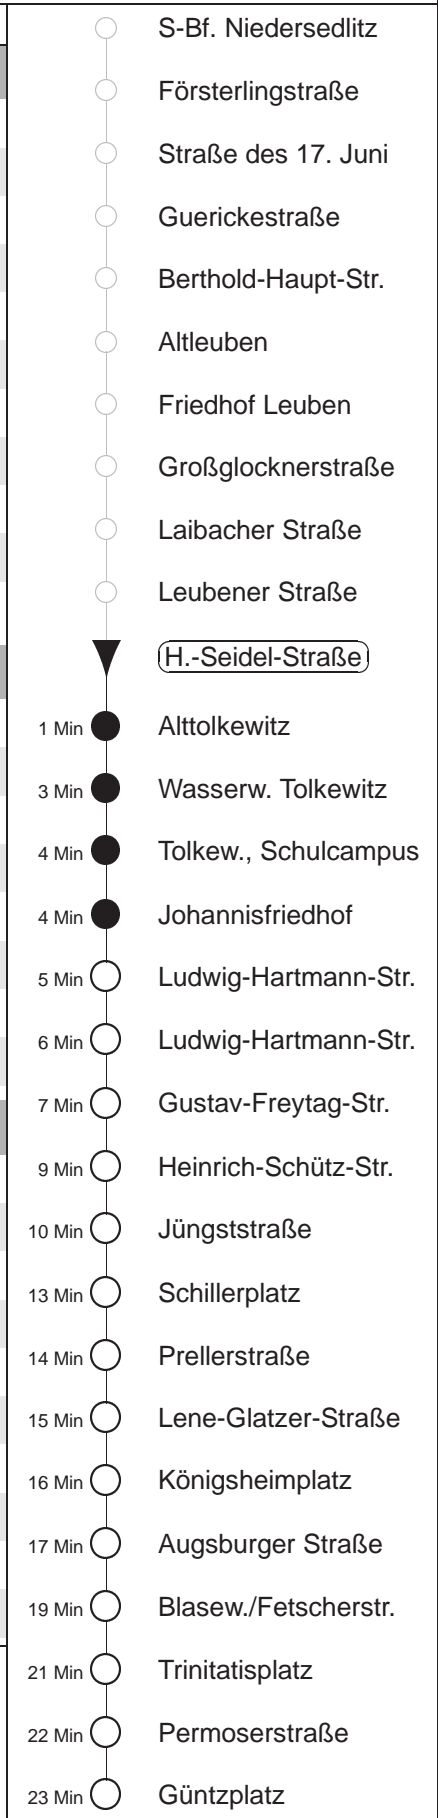 S-Bf. Niedersedlitz
Försterlingstraße
Straße des 17. Juni
Guerickestraße
Berthold-Haupt-Str.
Altleuben
Friedhof Leuben
Großglocknerstraße
Laibacher Straße
Leubener Straße
H.-Seidel-Straße
1 Min Alttolkewitz
3 Min Wasserw. Tolkewitz
4 Min Tolkew., Schulcampus
4 Min Johannisfriedhof
5 Min Ludwig-Hartmann-Str.
6 Min Ludwig-Hartmann-Str.
7 Min Gustav-Freytag-Str.
9 Min Heinrich-Schütz-Str.
10 Min Jüngststraße
13 Min Schillerplatz
14 Min Prellerstraße
15 Min Lene-Glatzer-Straße
16 Min Königsheimplatz
17 Min Augsburger Straße
19 Min Blasew./Fetscherstr.
21 Min Trinitatisplatz
22 Min Permoserstraße
23 Min Güntzplatz